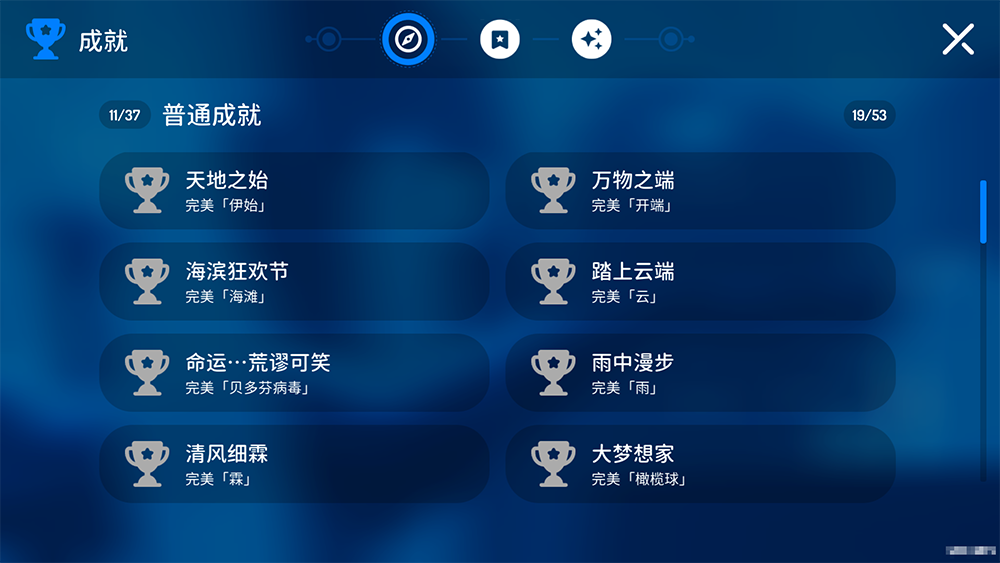 成就
11/37 普通成就 19/53
天地之始
完美「伊始」
万物之端
完美「开端」
海滨狂欢节
完美「海滩」
踏上云端
完美「云」
命运…荒谬可笑
完美「贝多芬病毒」
雨中漫步
完美「雨」
清风细霖
完美「霖」
大梦想家
完美「橄榄球」